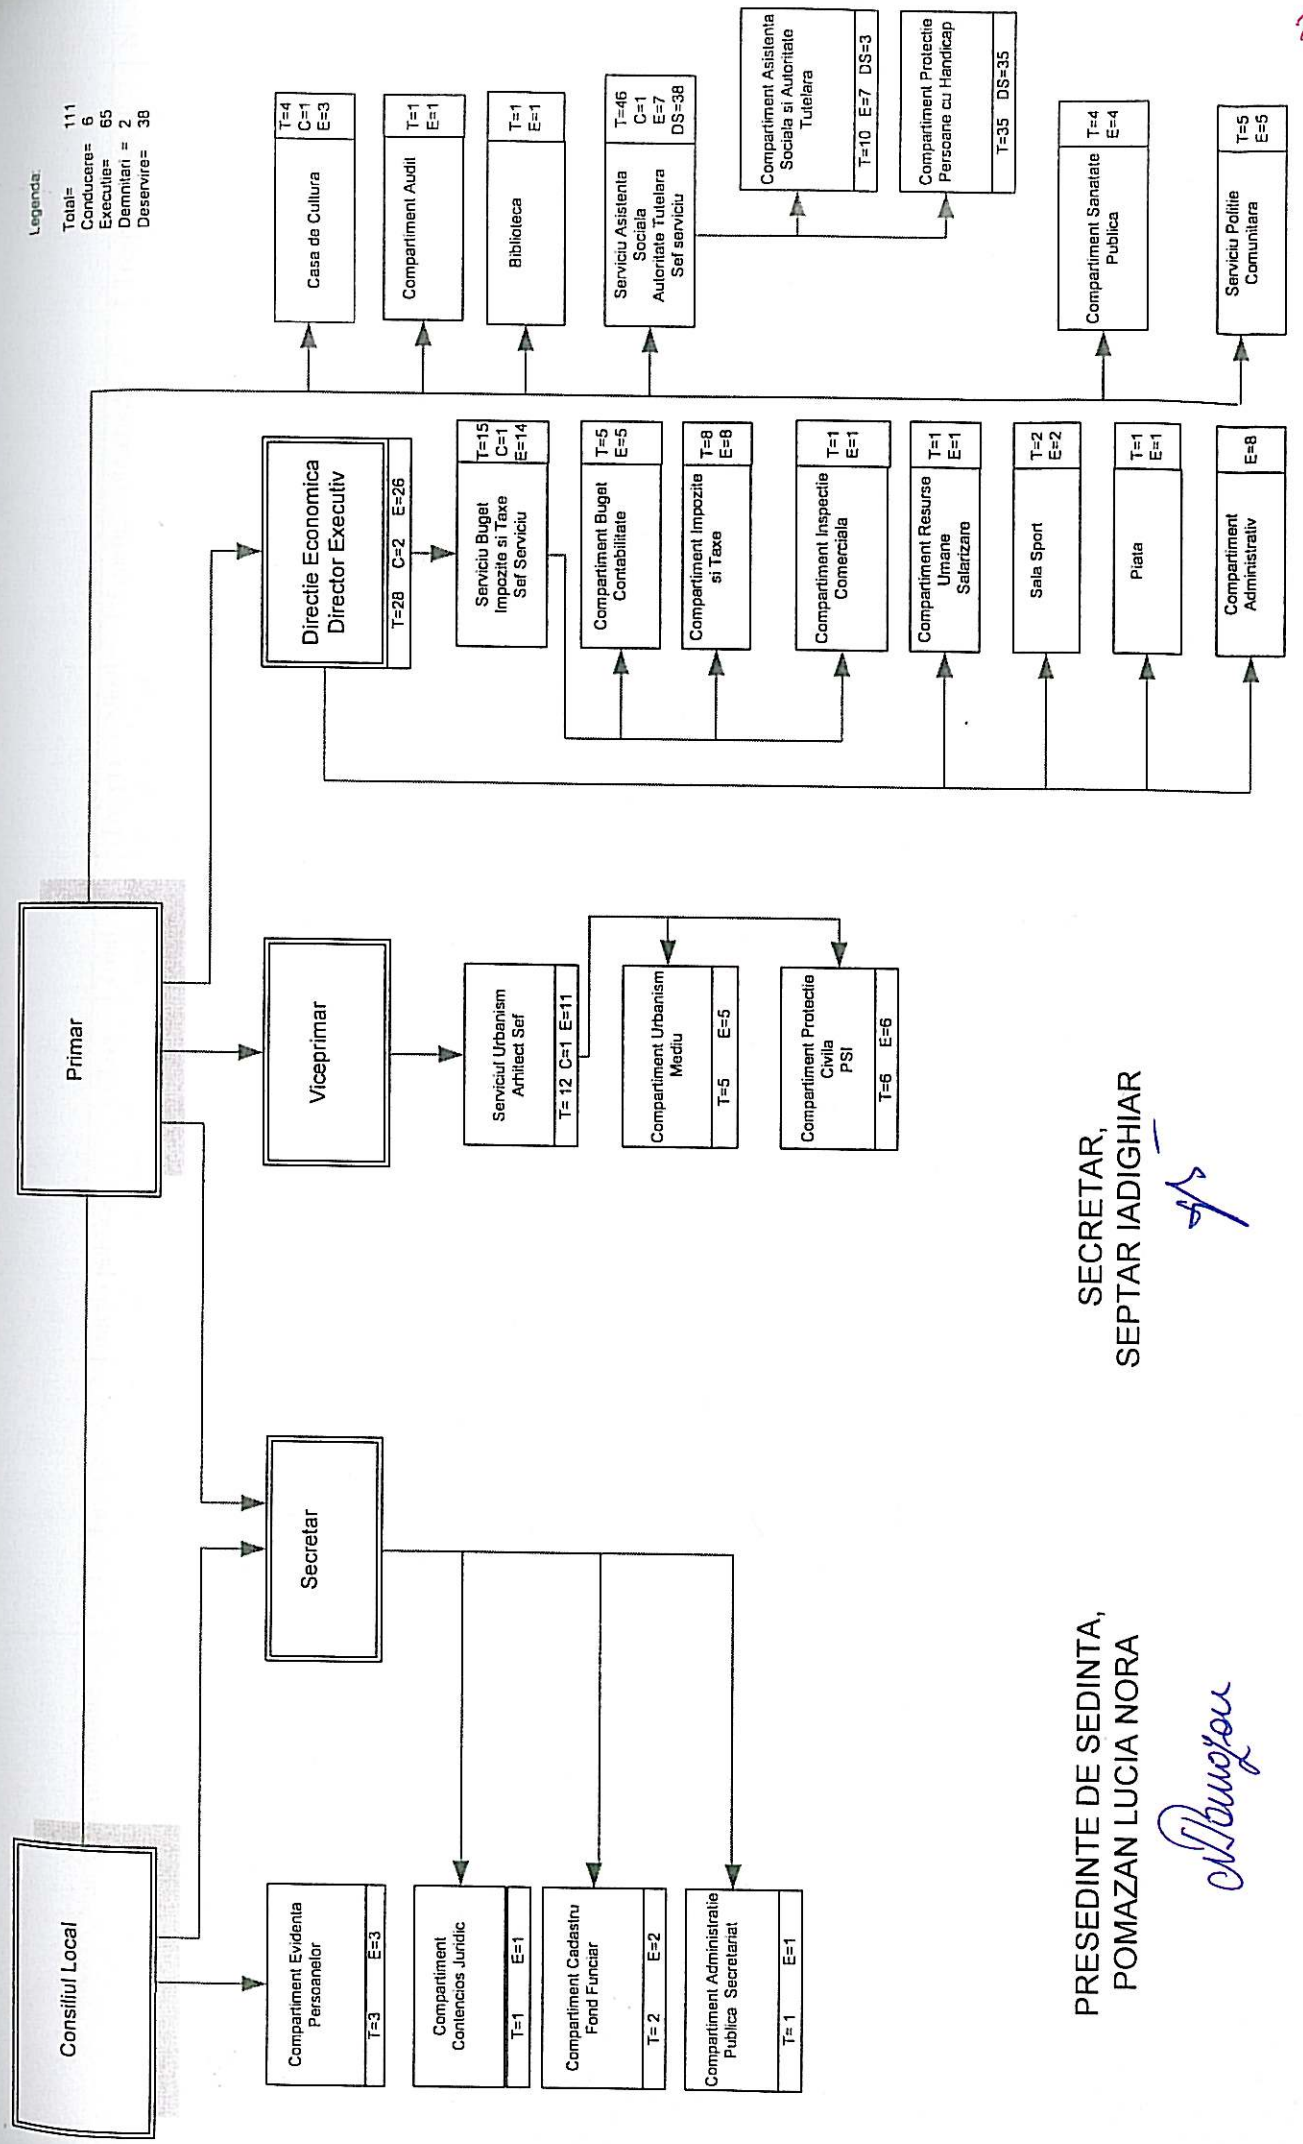 Legenda:
Total= 111
Conducere= 6
Executie= 65
Demnitari = 2
Deservire= 38
Consiliul Local
Primar
Secretar
Viceprimar
Directie Economica
Director Executiv
T=28 C=2 E=26
Compartiment Evidenta
Persoanelor
T=3 E=3
Compartiment
Contencios Juridic
T=1 E=1
Compartiment Cadastru
Fond Funciar
T= 2 E=2
Compartiment Administratie
Publica Secretariat
T= 1 E=1
Serviciul Urbanism
Arhitect Sef
T= 12 C=1 E=11
Compartiment Urbanism
Mediu
T=5 E=5
Compartiment Protectie
Civila
PSI
T=6 E=6
Serviciu Buget
Impozite si Taxe
Sef Serviciu
T=15
C=1
E=14
Compartiment Buget
Contabilitate
T=5
E=5
Compartiment Impozite
si Taxe
T=8
E=8
Compartiment Inspectie
Comerciala
T=1
E=1
Compartiment Resurse
Umane
Salarizare
T=1
E=1
Sala Sport
T=2
E=2
Piata
T=1
E=1
Compartiment
Administrativ
E=8
Casa de Cultura
T=4
C=1
E=3
Compartiment Audit
T=1
E=1
Biblioteca
T=1
E=1
Serviciu Asistenta
Sociala
Autoritate Tutelara
Sef serviciu
T=46
C=1
E=7
DS=38
Compartiment Asistenta
Sociala si Autoritate
Tutelara
T=10 E=7 DS=3
Compartiment Protectie
Persoane cu Handicap
T=35 DS=35
Compartiment Sanatate
Publica
T=4
E=4
Serviciu Politie
Comunitara
T=5
E=5
PRESEDINTE DE SEDINTA,
POMAZAN LUCIA NORA
SECRETAR,
SEPTAR IADIGHIAR